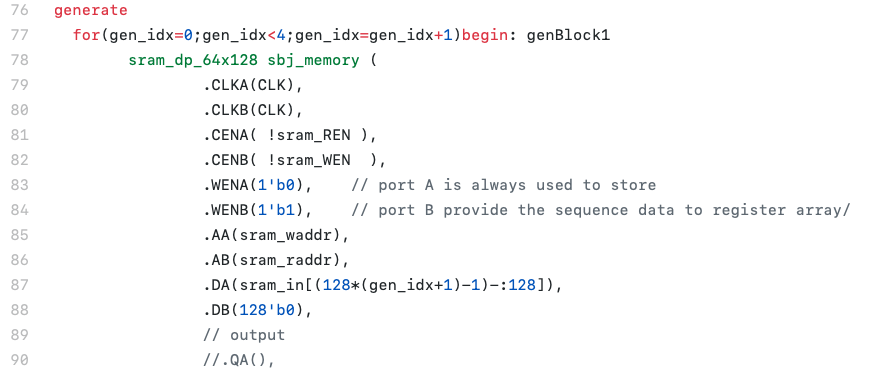 76 generate
77 for(gen_idx=0;gen_idx<4;gen_idx=gen_idx+1)begin: genBlock1
78 sram_dp_64x128 sbj_memory (
79 .CLKA(CLK),
80 .CLKB(CLK),
81 .CENA( !sram_REN ),
82 .CENB( !sram_WEN  ),
83 .WENA(1'b0),    // port A is always used to store
84 .WENB(1'b1),    // port B provide the sequence data to register array/
85 .AA(sram_waddr),
86 .AB(sram_raddr),
87 .DA(sram_in[(128*(gen_idx+1)-1)-:128]),
88 .DB(128'b0),
89 // output
90 //.QA(),